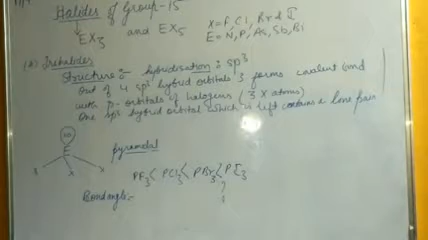 Halides of Group-15
EX3 and EX5
X=F, Cl, Br & I
E = N, P, As, Sb, Bi
(A) Trihalides
Structure :- hybridisation : sp3
Out of 4 sp3 hybrid orbitals 3 forms covalent bond
with p-orbitals of halogens (3 X atoms)
One sp3 hybrid orbital which is left contains a lone pair
E
X X
pyramidal
PF3 < PCl3 < PBr3 < PI3
Bond angle:-